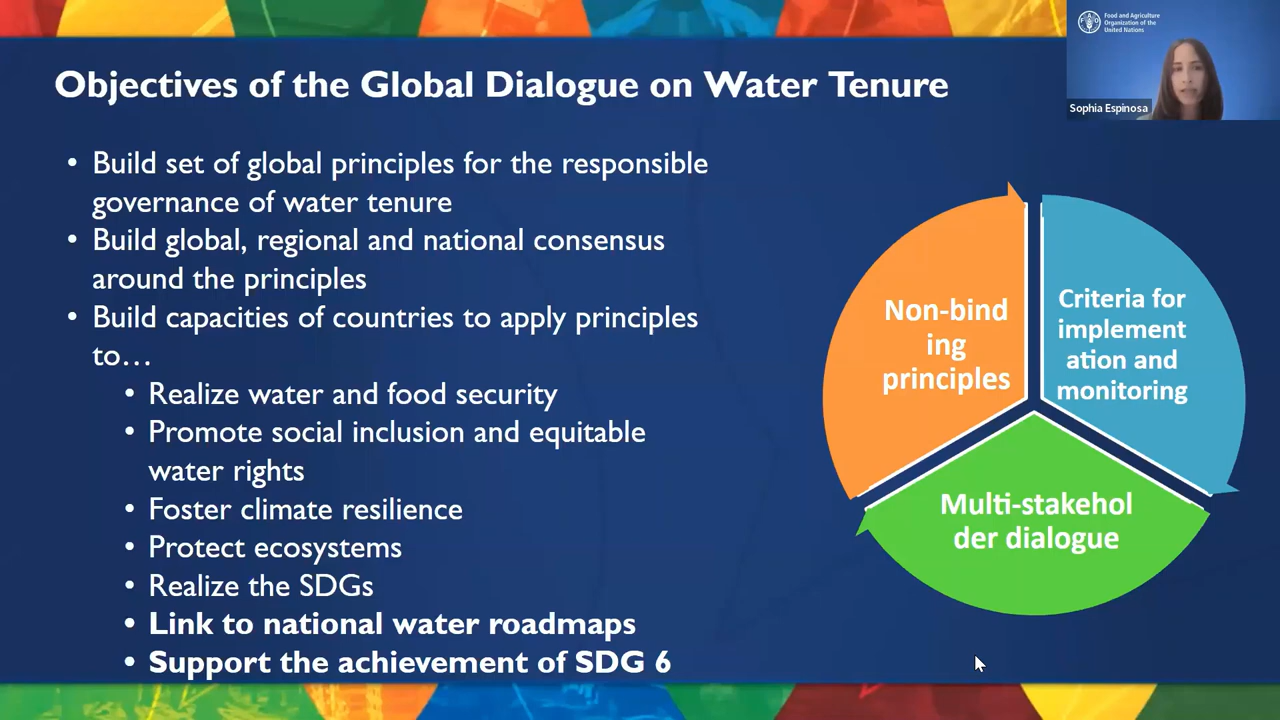 Food and Agriculture
Organization of the
United Nations
Sophia Espinosa
Objectives of the Global Dialogue on Water Tenure
• Build set of global principles for the responsible
governance of water tenure
• Build global, regional and national consensus
around the principles
• Build capacities of countries to apply principles
to…
• Realize water and food security
• Promote social inclusion and equitable
water rights
• Foster climate resilience
• Protect ecosystems
• Realize the SDGs
• Link to national water roadmaps
• Support the achievement of SDG 6
Non-bind
ing
principles
Criteria for
implement
ation and
monitoring
Multi-stakehol
der dialogue